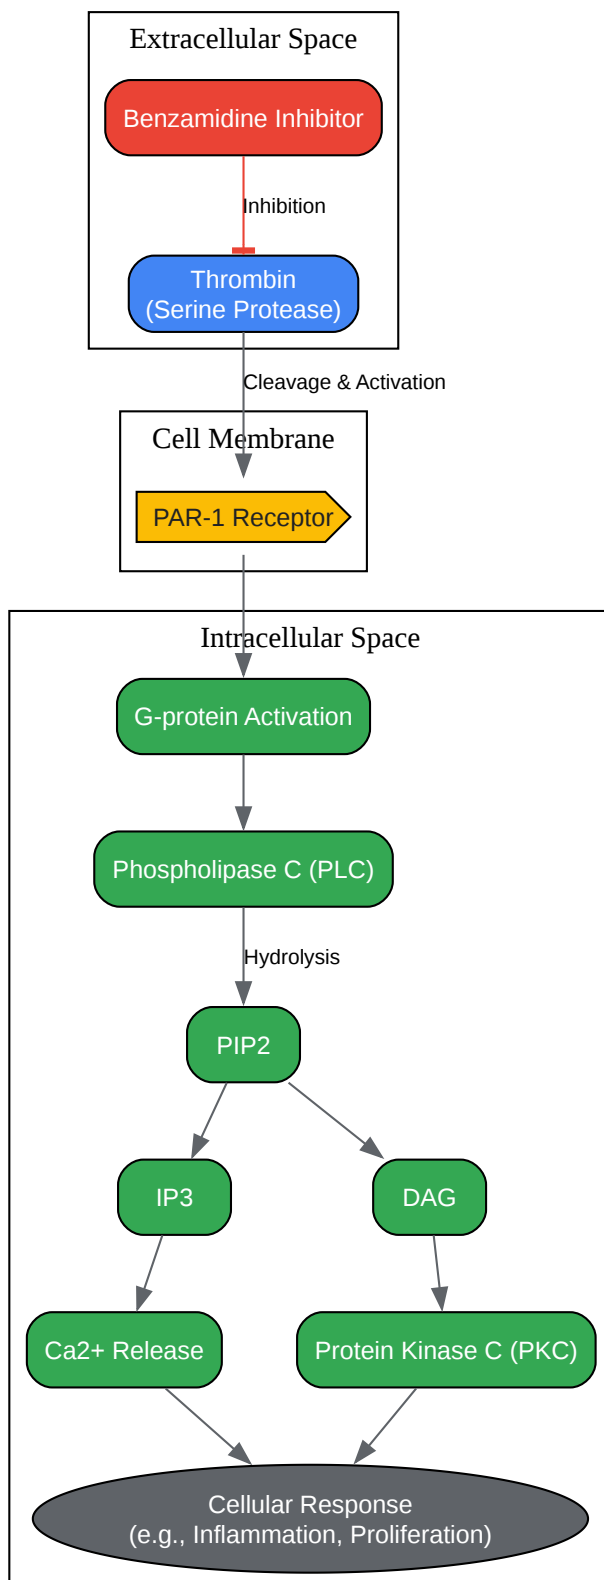 Extracellular Space
Benzamidine Inhibitor
Inhibition
Thrombin
(Serine Protease)
Cleavage & Activation
Cell Membrane
PAR-1 Receptor
Intracellular Space
G-protein Activation
Phospholipase C (PLC)
Hydrolysis
PIP2
IP3
DAG
Ca2+ Release
Protein Kinase C (PKC)
Cellular Response
(e.g., Inflammation, Proliferation)